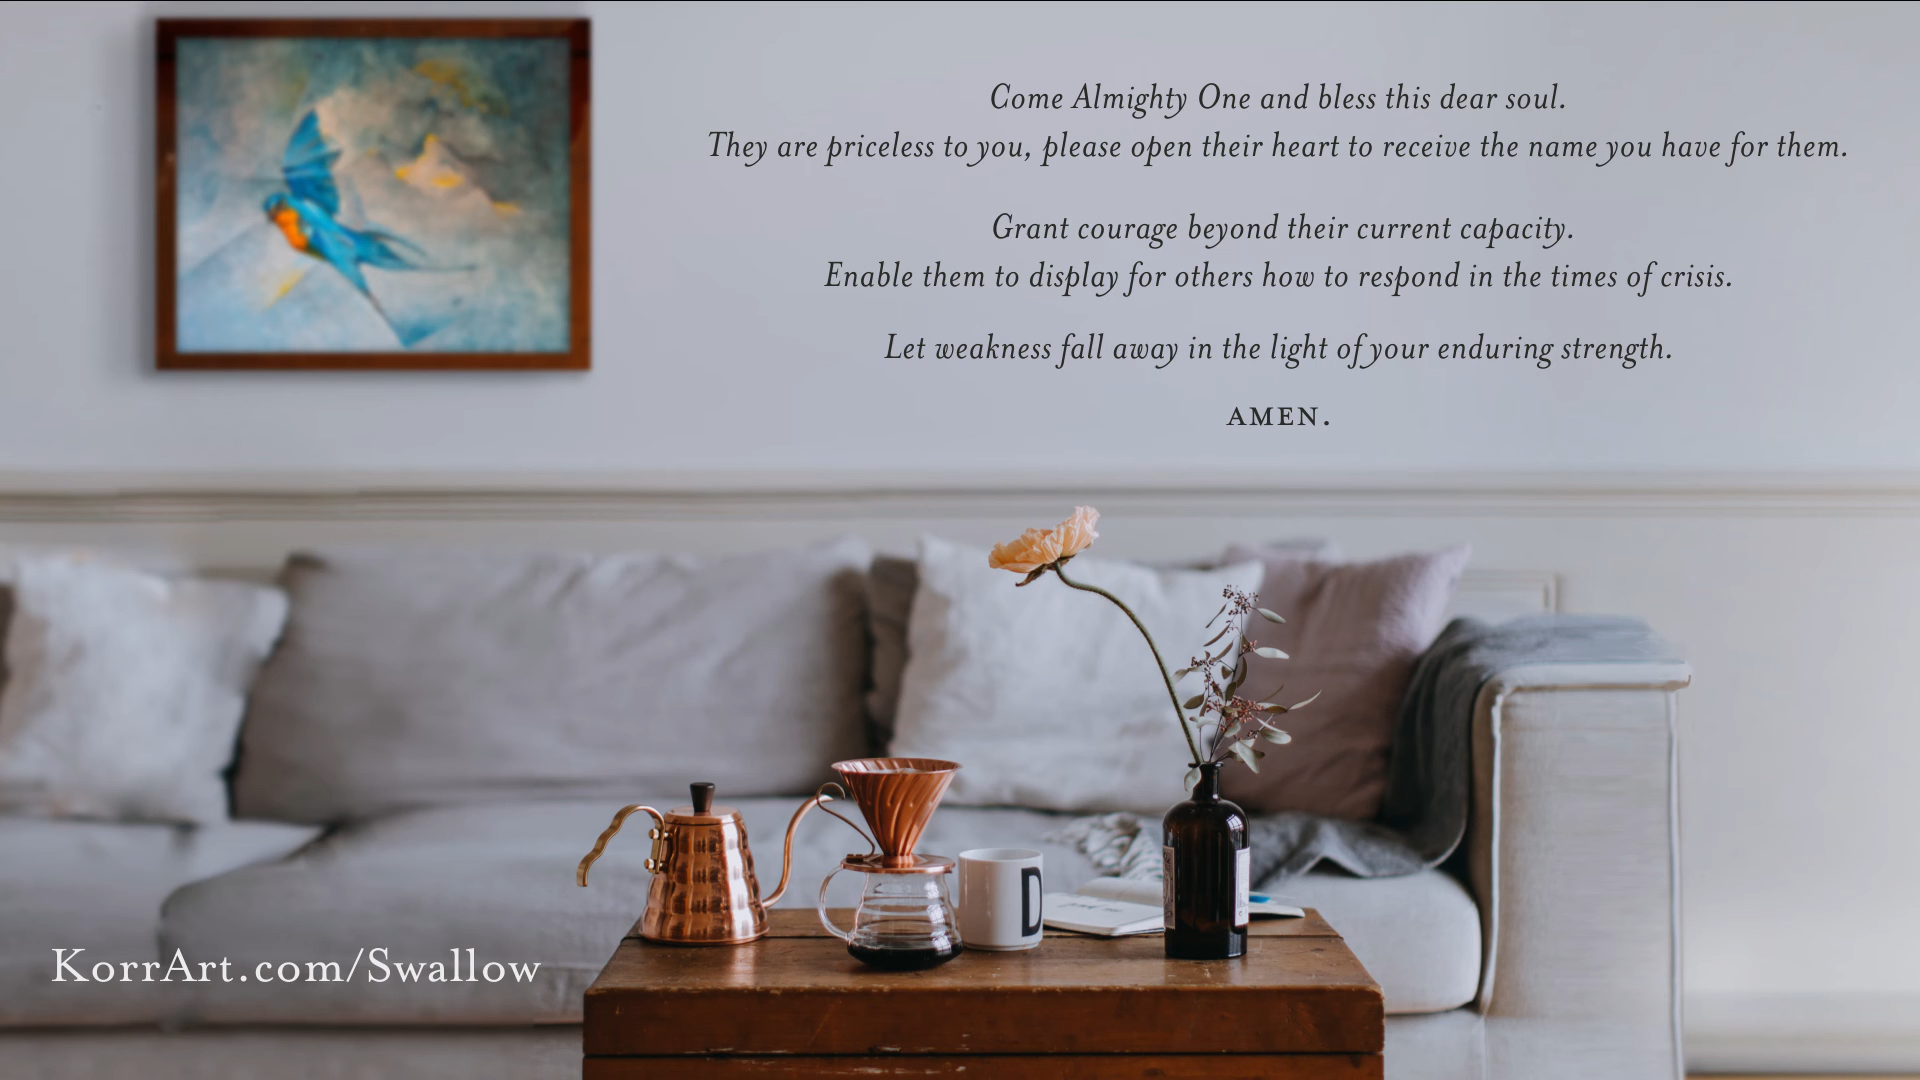 Come Almighty One and bless this dear soul.
They are priceless to you, please open their heart to receive the name you have for them.
Grant courage beyond their current capacity.
Enable them to display for others how to respond in the times of crisis.
Let weakness fall away in the light of your enduring strength.
AMEN.
D
KorrArt.com/Swallow